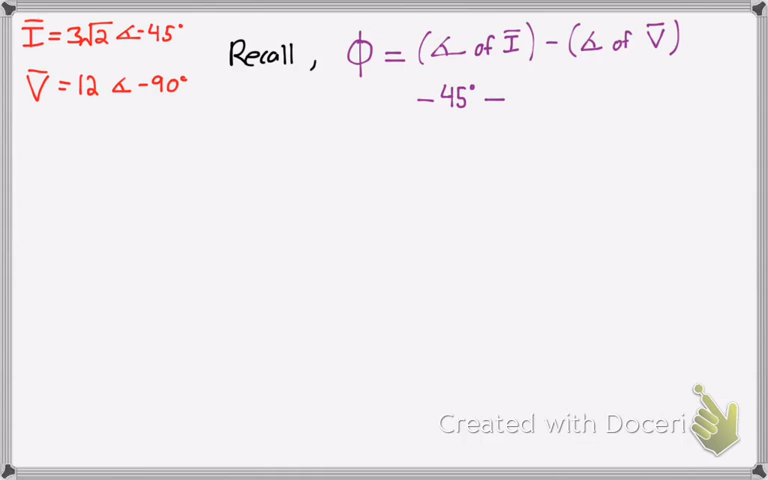 I̅ = 3√2 ∡-45°
V̅ = 12 ∡ -90°
Recall, ϕ = (∡ of I̅) - (∡ of V̅)
-45° -
Created with Doceri